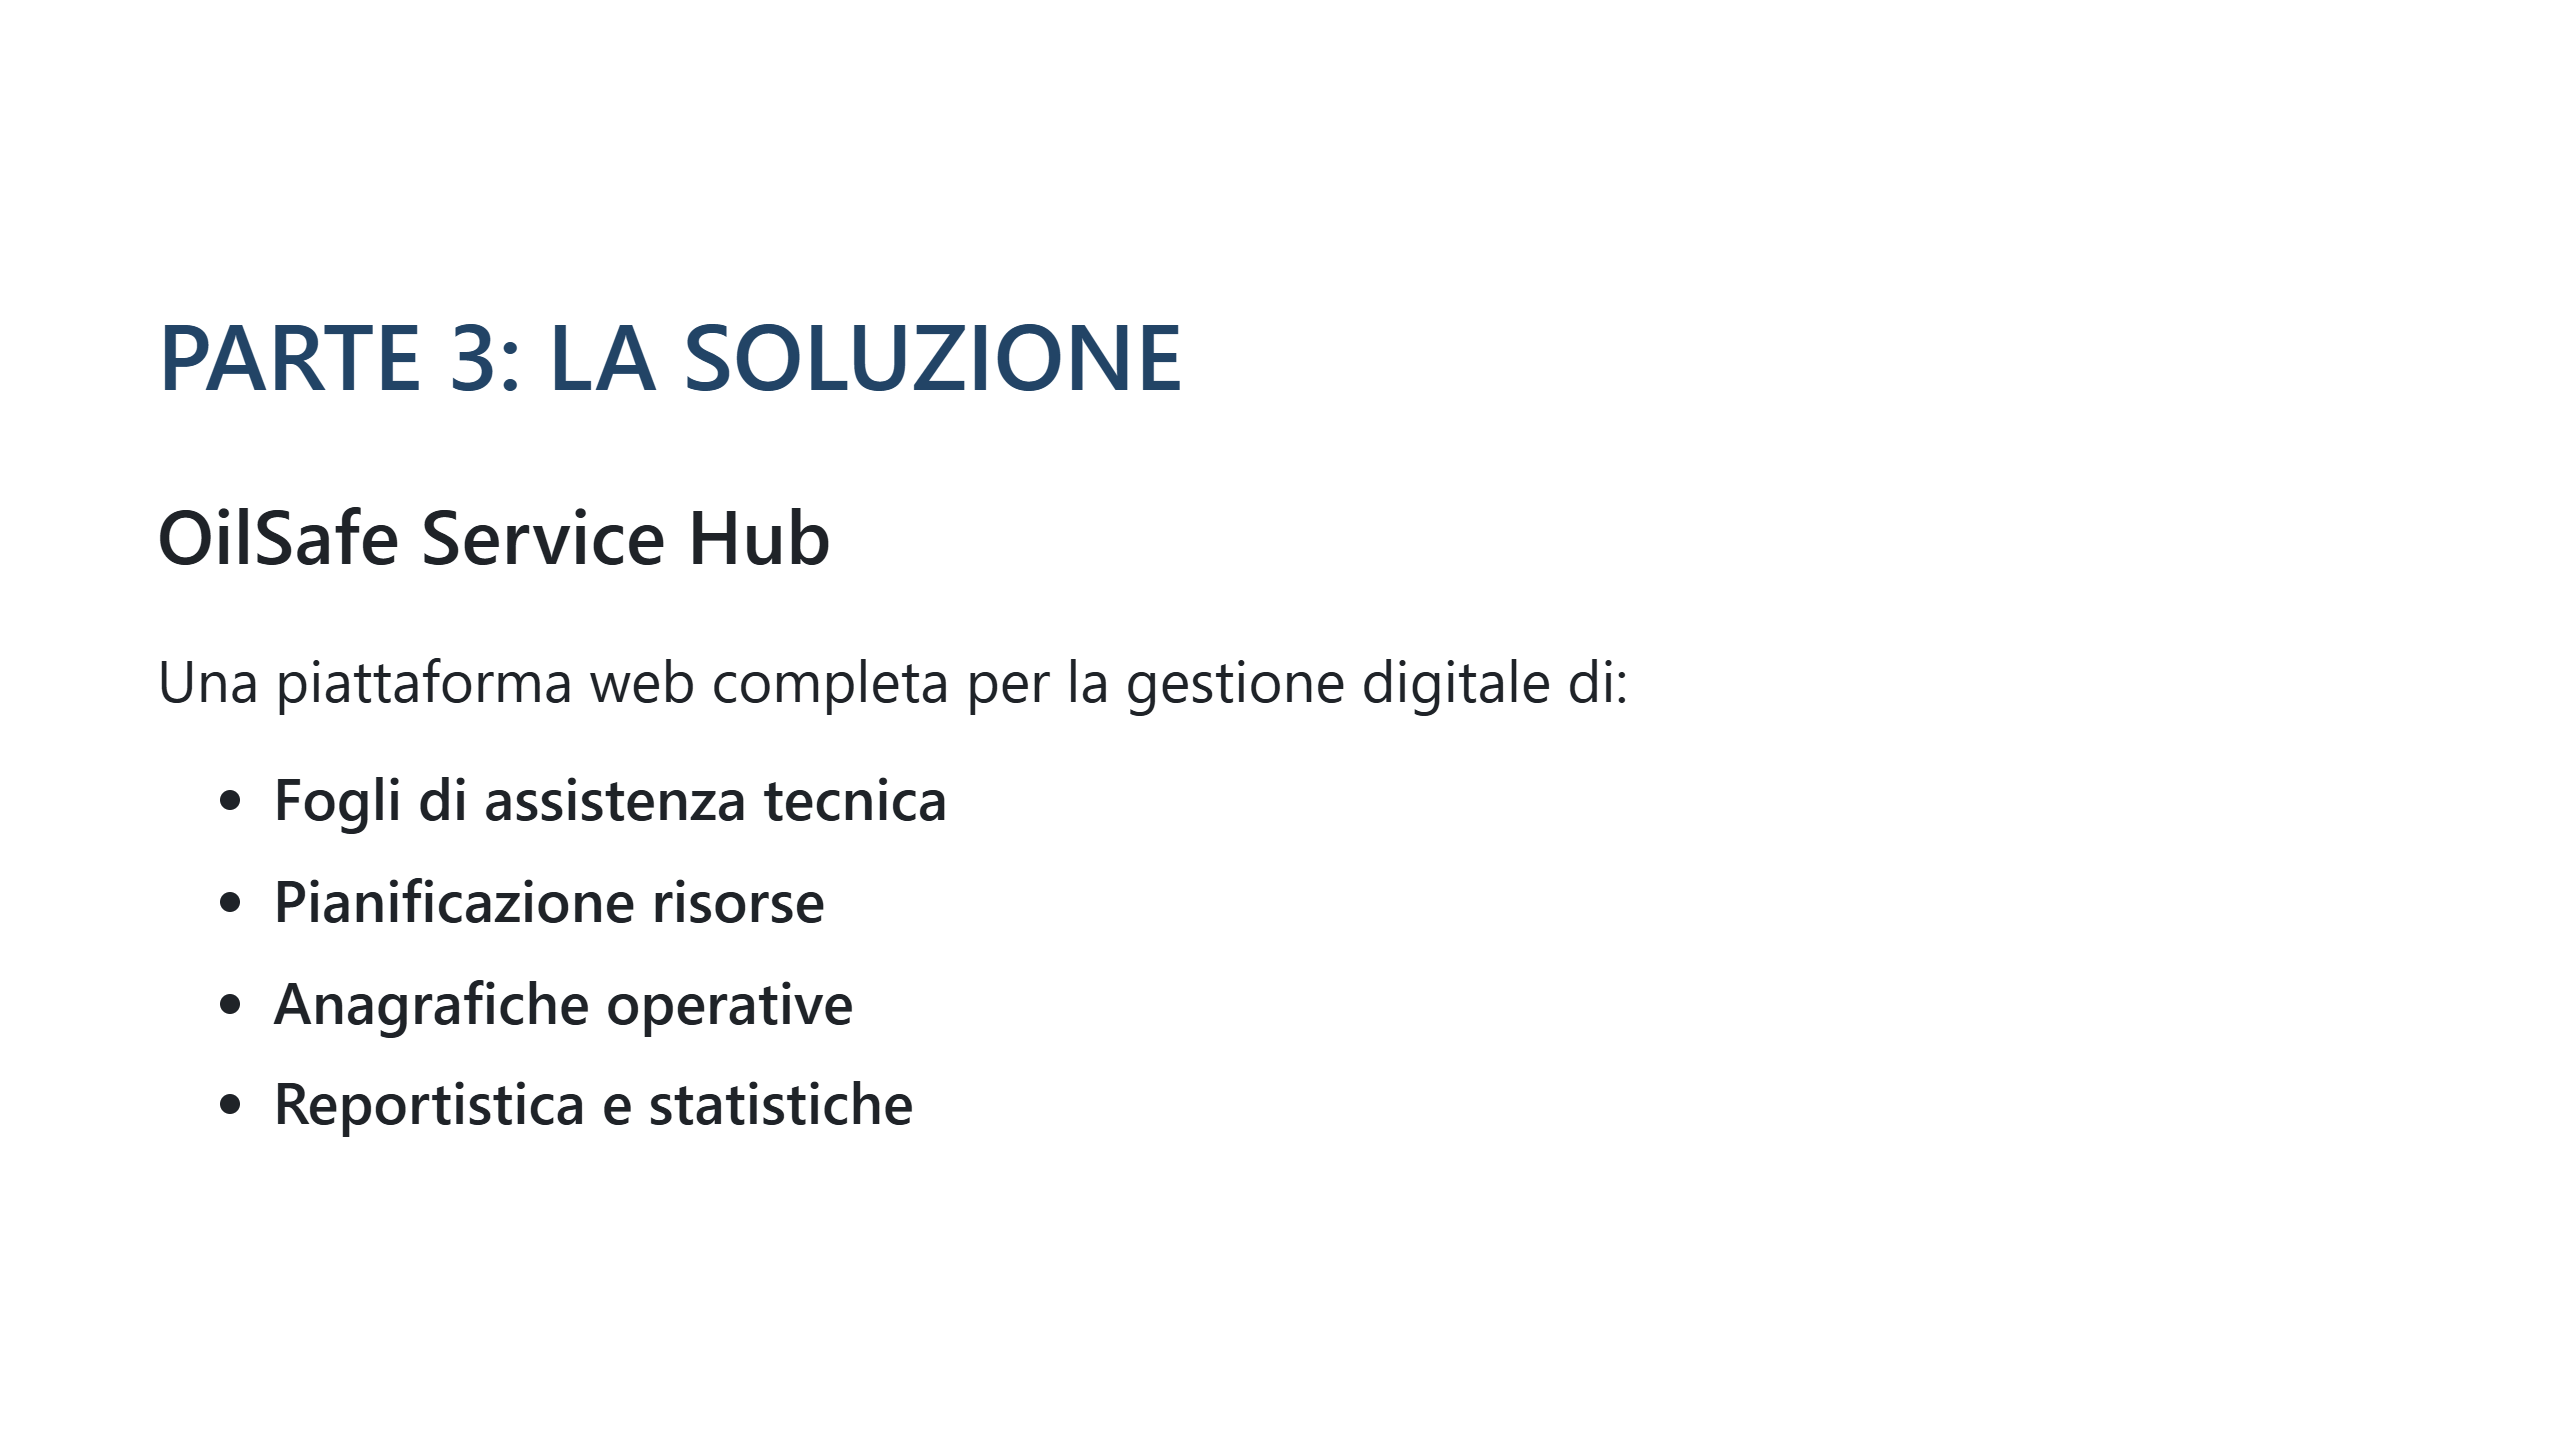 PARTE 3: LA SOLUZIONE
OilSafe Service Hub
Una piattaforma web completa per la gestione digitale di:
• Fogli di assistenza tecnica
• Pianificazione risorse
• Anagrafiche operative
• Reportistica e statistiche